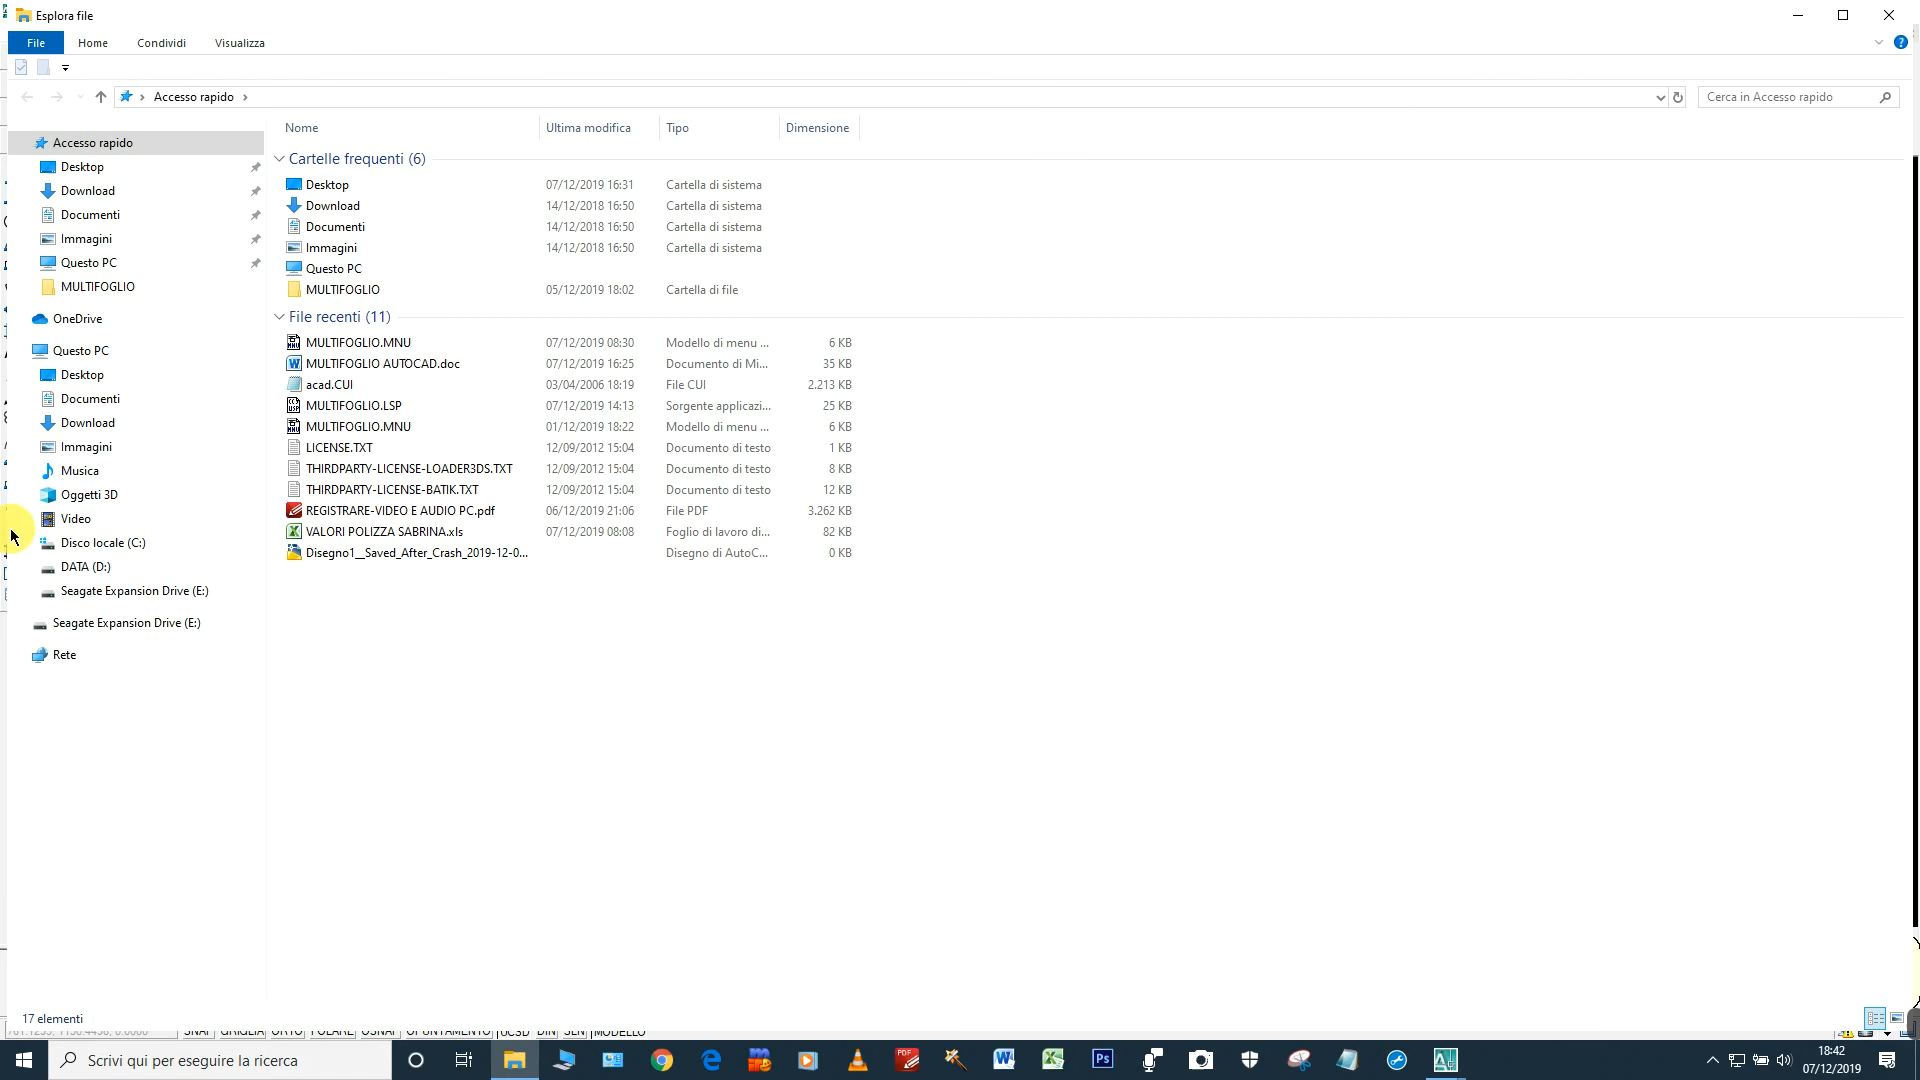 Esplora file
File Home Condividi Visualizza
Accesso rapido
Cerca in Accesso rapido
Nome Ultima modifica Tipo Dimensione
Accesso rapido
Desktop
Download
Documenti
Immagini
Questo PC
MULTIFOGLIO
OneDrive
Questo PC
Desktop
Documenti
Download
Immagini
Musica
Oggetti 3D
Video
Disco locale (C:)
DATA (D:)
Seagate Expansion Drive (E:)
Seagate Expansion Drive (E:)
Rete
Cartelle frequenti (6)
Desktop 07/12/2019 16:31 Cartella di sistema
Download 14/12/2018 16:50 Cartella di sistema
Documenti 14/12/2018 16:50 Cartella di sistema
Immagini 14/12/2018 16:50 Cartella di sistema
Questo PC
MULTIFOGLIO 05/12/2019 18:02 Cartella di file
File recenti (11)
MULTIFOGLIO.MNU 07/12/2019 08:30 Modello di menu ... 6 KB
MULTIFOGLIO AUTOCAD.doc 07/12/2019 16:25 Documento di Mi... 35 KB
acad.CUI 03/04/2006 18:19 File CUI 2.213 KB
MULTIFOGLIO.LSP 07/12/2019 14:13 Sorgente applicazi... 25 KB
MULTIFOGLIO.MNU 01/12/2019 18:22 Modello di menu ... 6 KB
LICENSE.TXT 12/09/2012 15:04 Documento di testo 1 KB
THIRDPARTY-LICENSE-LOADER3DS.TXT 12/09/2012 15:04 Documento di testo 8 KB
THIRDPARTY-LICENSE-BATIK.TXT 12/09/2012 15:04 Documento di testo 12 KB
REGISTRARE-VIDEO E AUDIO PC.pdf 06/12/2019 21:06 File PDF 3.262 KB
VALORI POLIZZA SABRINA.xls 07/12/2019 08:08 Foglio di lavoro di... 82 KB
Disegno1__Saved_After_Crash_2019-12-0... Disegno di AutoC... 0 KB
17 elementi
SNAP GRIGLIA ORTO POLARE OSNAP OPUNTAMENTO UCSD DIN SLN MODELLO
Scrivi qui per eseguire la ricerca
18:42
07/12/2019